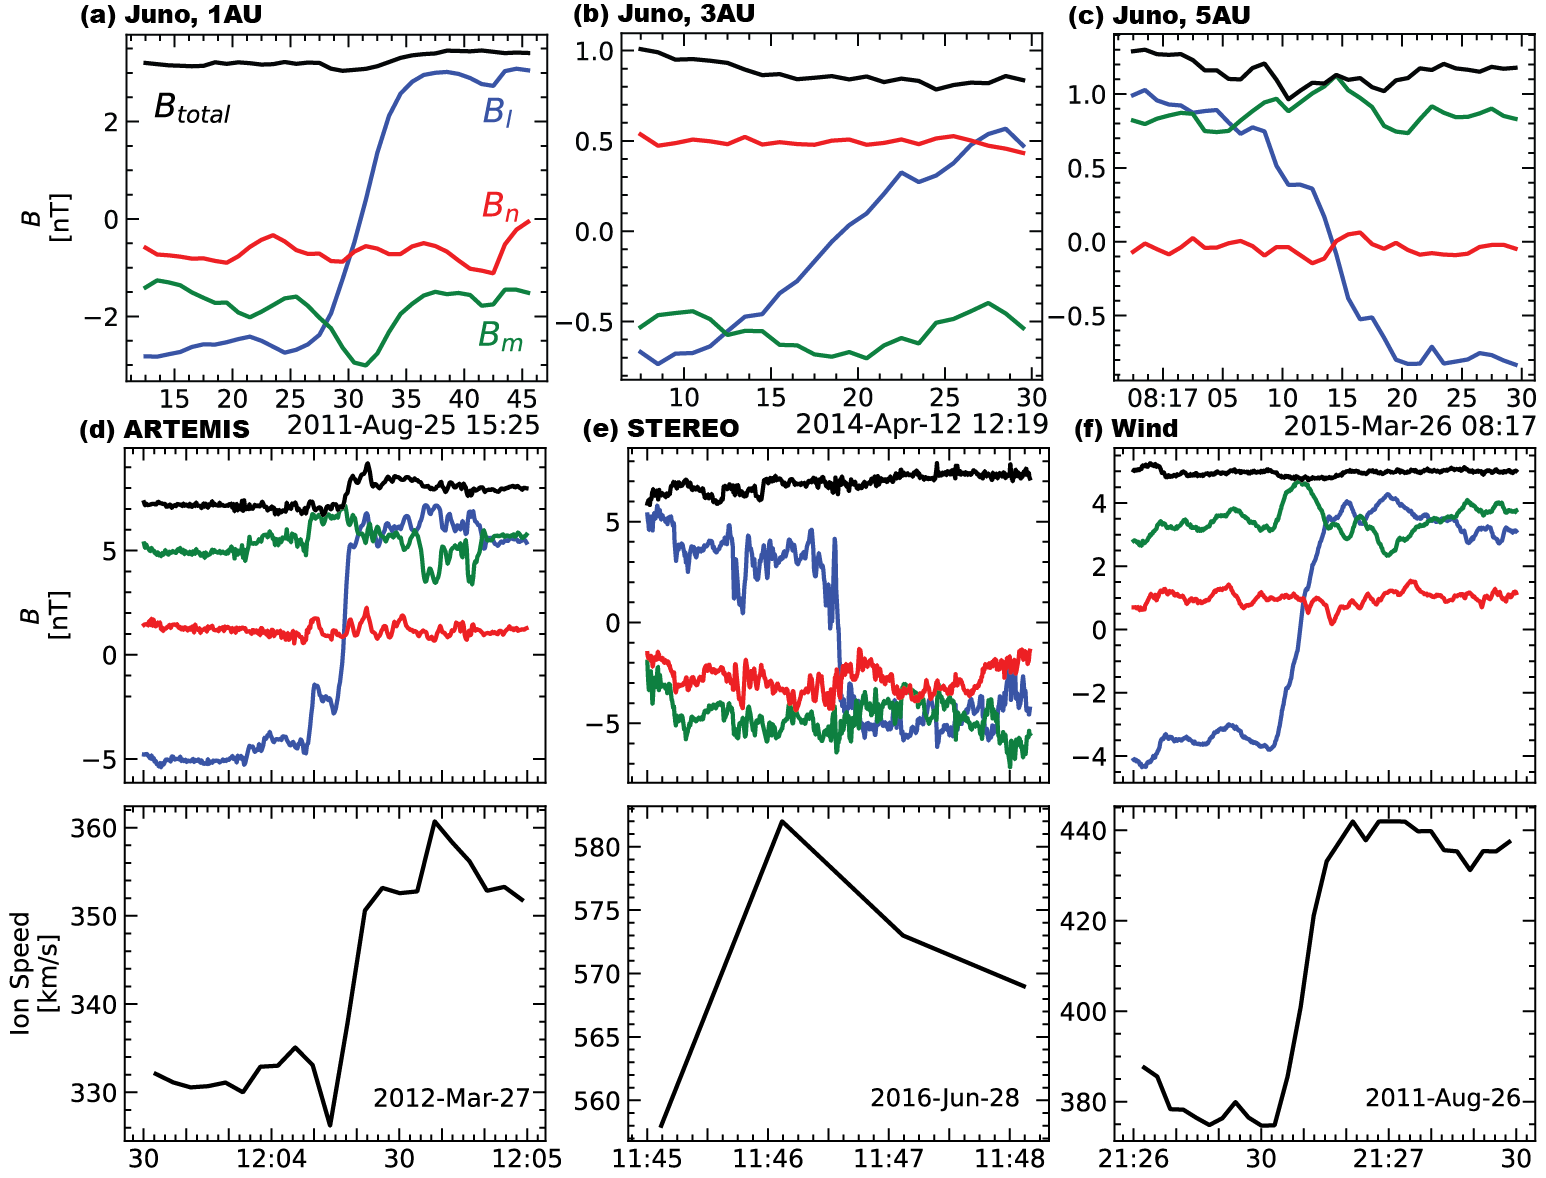 (a) Juno, 1AU
(b) Juno, 3AU
(c) Juno, 5AU
B
[nT]
2
0
−2
Btotal
Bl
Bn
Bm
15 20 25 30 35 40 45
2011-Aug-25 15:25
1.0
0.5
0.0
−0.5
10 15 20 25 30
2014-Apr-12 12:19
1.0
0.5
0.0
−0.5
08:17 05 10 15 20 25 30
2015-Mar-26 08:17
(d) ARTEMIS
(e) STEREO
(f) Wind
B
[nT]
5
0
−5
5
0
−5
4
2
0
−2
−4
Ion Speed
[km/s]
360
350
340
330
2012-Mar-27
30 12:04 30 12:05
580
575
570
565
560
2016-Jun-28
11:45 11:46 11:47 11:48
440
420
400
380
2011-Aug-26
21:26 30 21:27 30